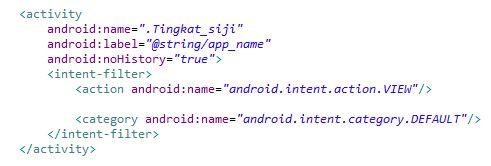 <activity
android:name=".Tingkat_siji"
android:label="@string/app_name"
android:noHistory="true">
<intent-filter>
<action android:name="android.intent.action.VIEW"/>
<category android:name="android.intent.category.DEFAULT"/>
</intent-filter>
</activity>